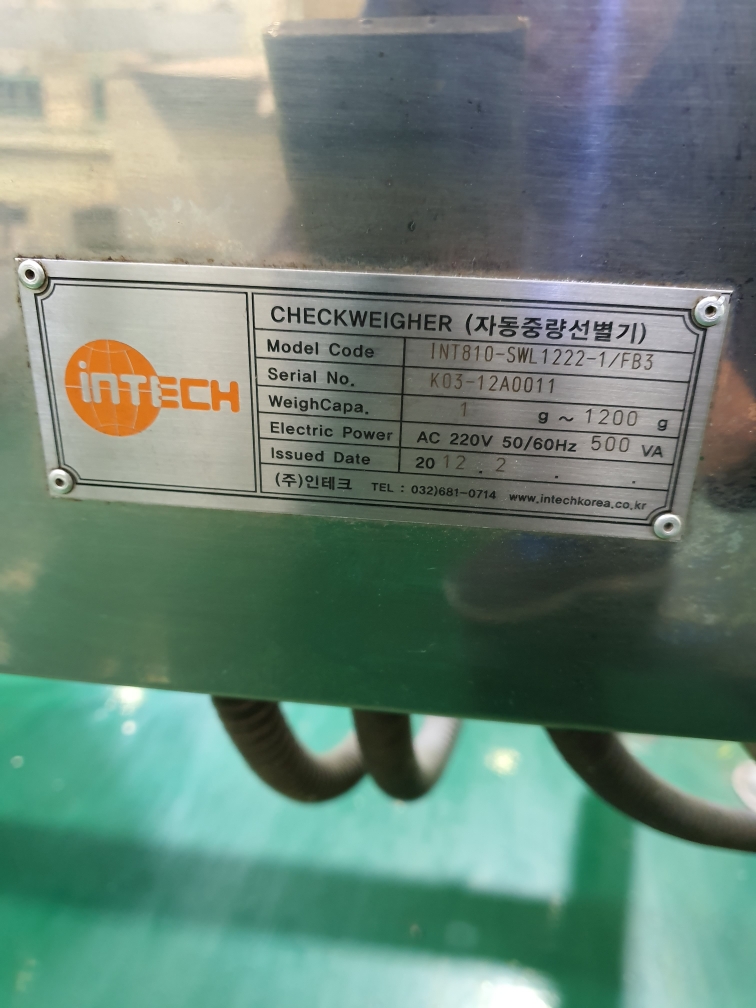 INTECH
CHECKWEIGHER (자동중량선별기)
Model Code INT810-SWL1222-1/FB3
Serial No. K03-12A0011
WeighCapa. 1 g ~ 1200 g
Electric Power AC 220V 50/60Hz 500 VA
Issued Date 2012 . 2 . .
(주)인테크 TEL : 032)681-0714 www.intechkorea.co.kr